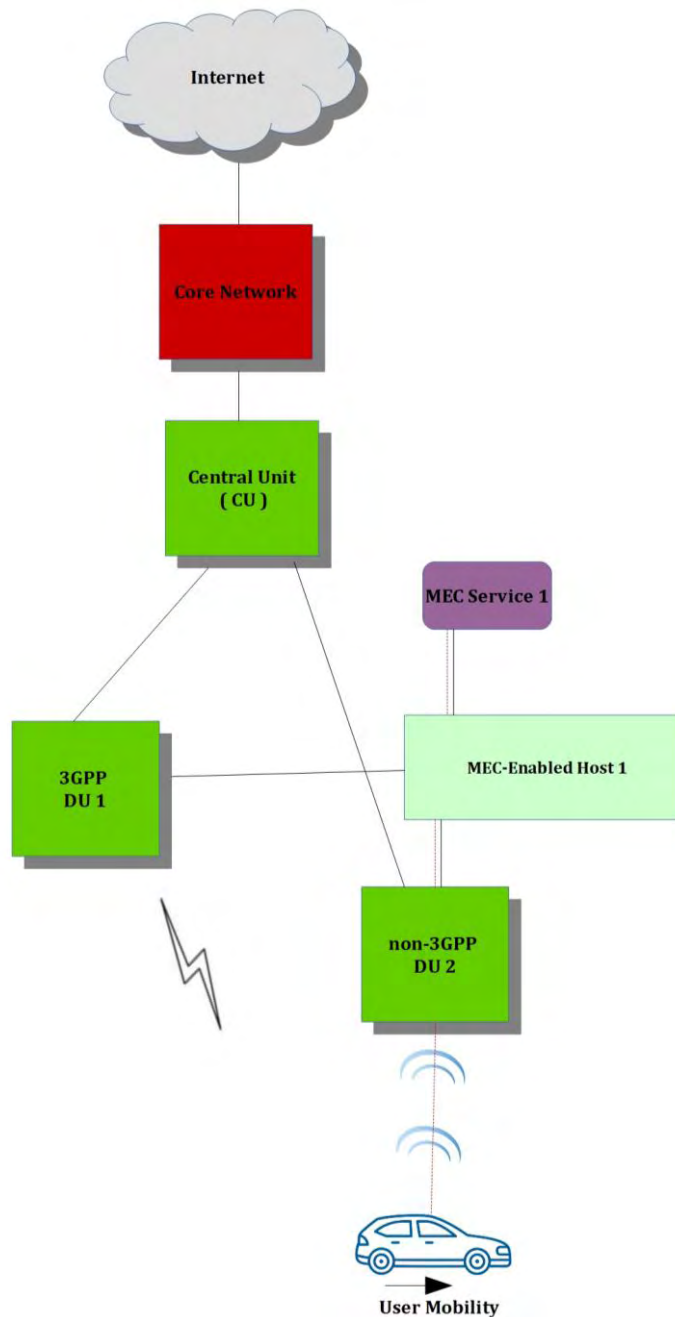 Internet
Core Network
Central Unit
( CU )
MEC Service 1
3GPP
DU 1
MEC-Enabled Host 1
non-3GPP
DU 2
User Mobility